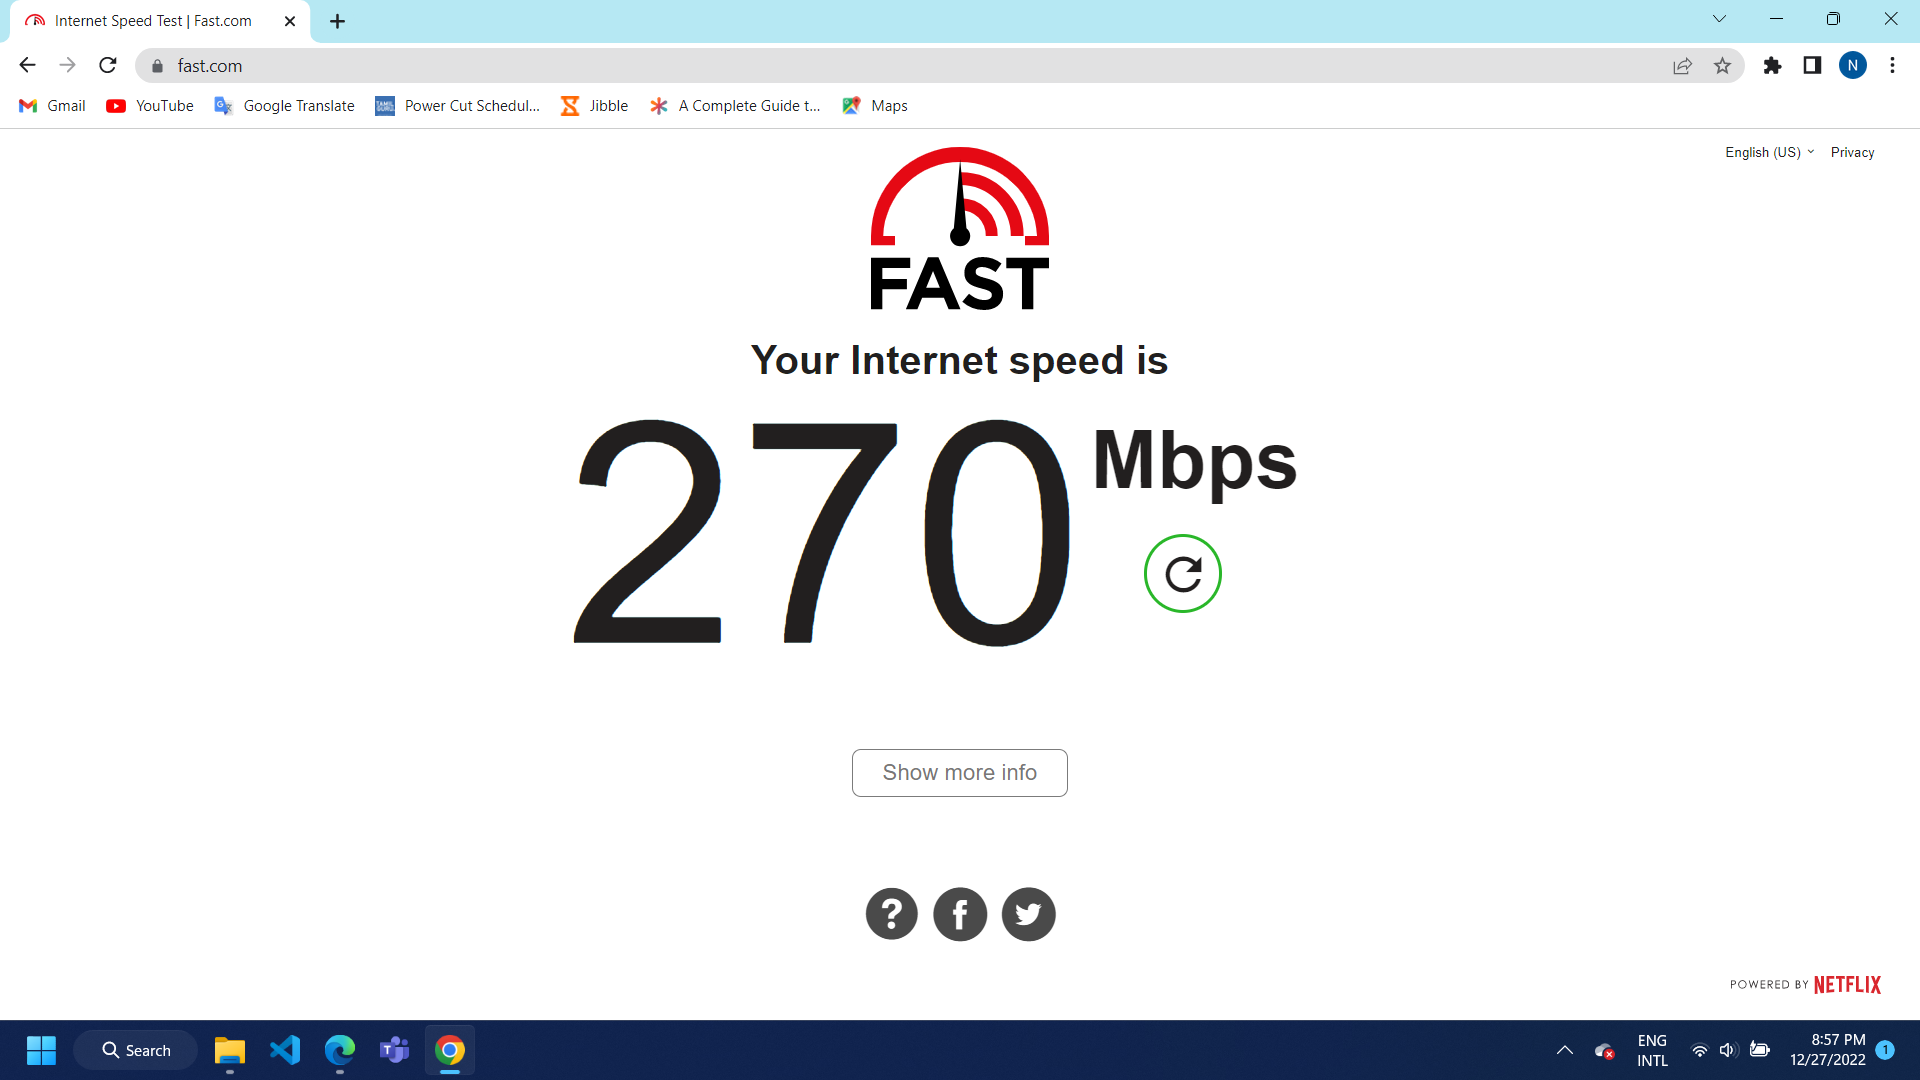 Internet Speed Test | Fast.com
fast.com
N
Gmail
YouTube
Google Translate
Power Cut Schedul...
Jibble
A Complete Guide t...
Maps
English (US)
Privacy
FAST
Your Internet speed is
270 Mbps
Show more info
?
f
POWERED BY NETFLIX
Search
ENG
INTL
8:57 PM
12/27/2022
1